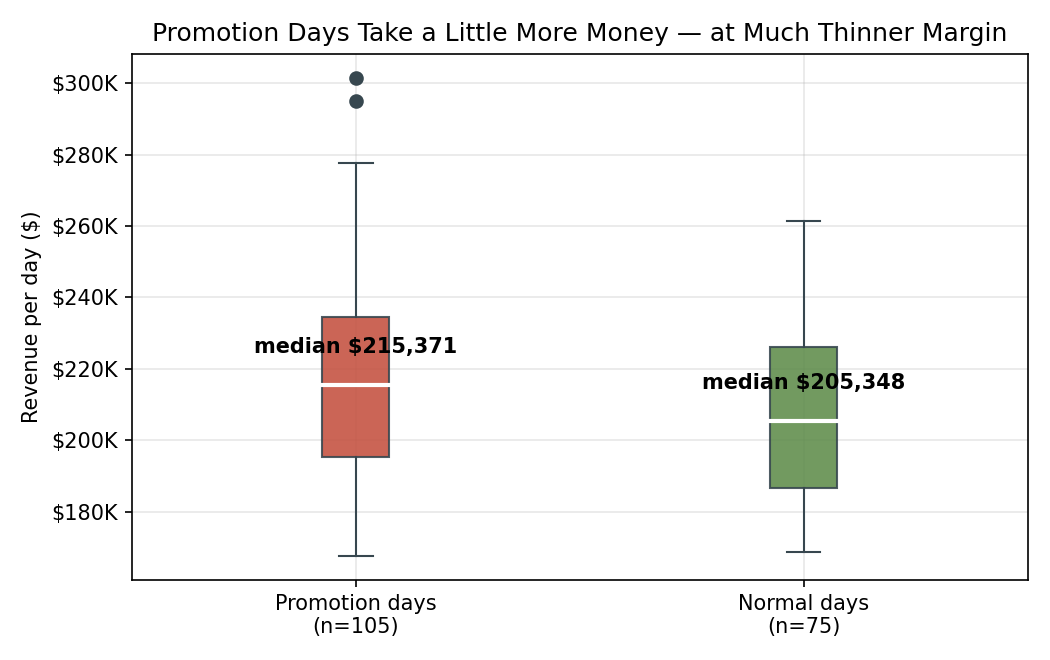 Promotion Days Take a Little More Money — at Much Thinner Margin
Revenue per day ($)
$300K
$280K
$260K
$240K
$220K
$200K
$180K
median $215,371
median $205,348
Promotion days
(n=105)
Normal days
(n=75)